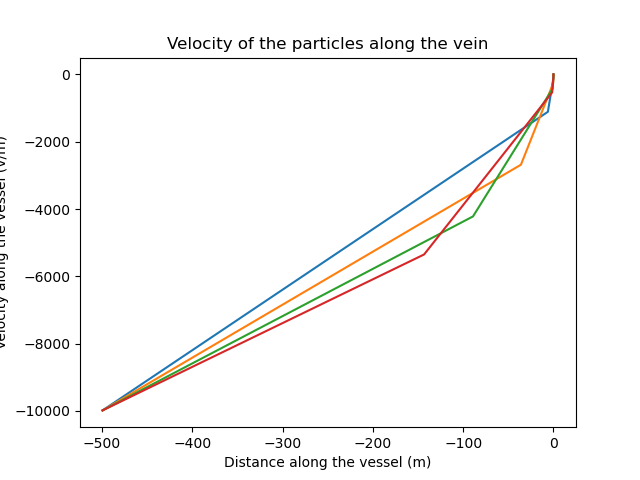 Velocity of the particles along the vein
0
−2000
−4000
−6000
−8000
−10000
Velocity along the vessel (v/m)
−500 −400 −300 −200 −100 0
Distance along the vessel (m)